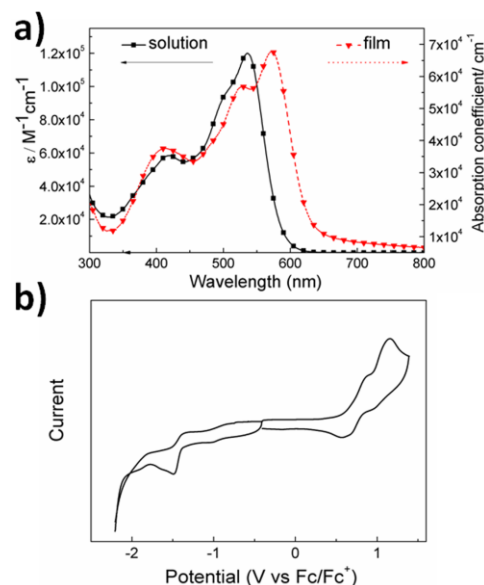 a)
solution
film
ε / M⁻¹cm⁻¹
1.2x10⁵
1.0x10⁵
8.0x10⁴
6.0x10⁴
4.0x10⁴
2.0x10⁴
7x10⁴
6x10⁴
5x10⁴
4x10⁴
3x10⁴
2x10⁴
1x10⁴
Absorption conefficient/ cm⁻¹
300 400 500 600 700 800
Wavelength (nm)
b)
Current
-2 -1 0 1
Potential (V vs Fc/Fc⁺)